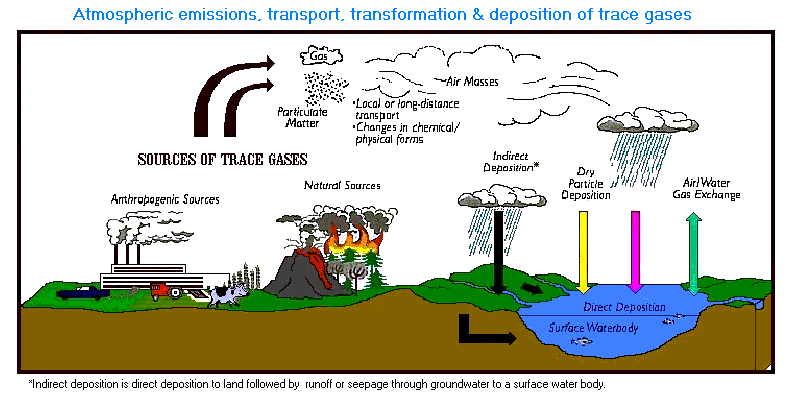 Atmospheric emissions, transport, transformation & deposition of trace gases
Gas
Air Masses
Particulate
Matter
•Local or long-distance
transport
•Changes in chemical/
physical forms
SOURCES OF TRACE GASES
Anthropogenic Sources
Natural Sources
Indirect
Deposition*
Dry
Particle
Deposition
Air/Water
Gas Exchange
Direct Deposition
Surface Waterbody
*Indirect deposition is direct deposition to land followed by runoff or seepage through groundwater to a surface water body.